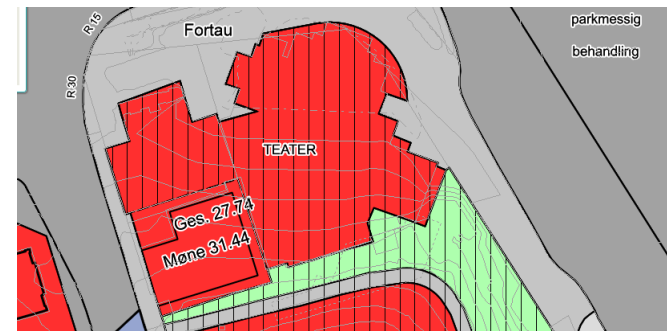 R 15
Fortau
parkmessig
behandling
R 30
TEATER
Ges. 27.74
Møne 31.44